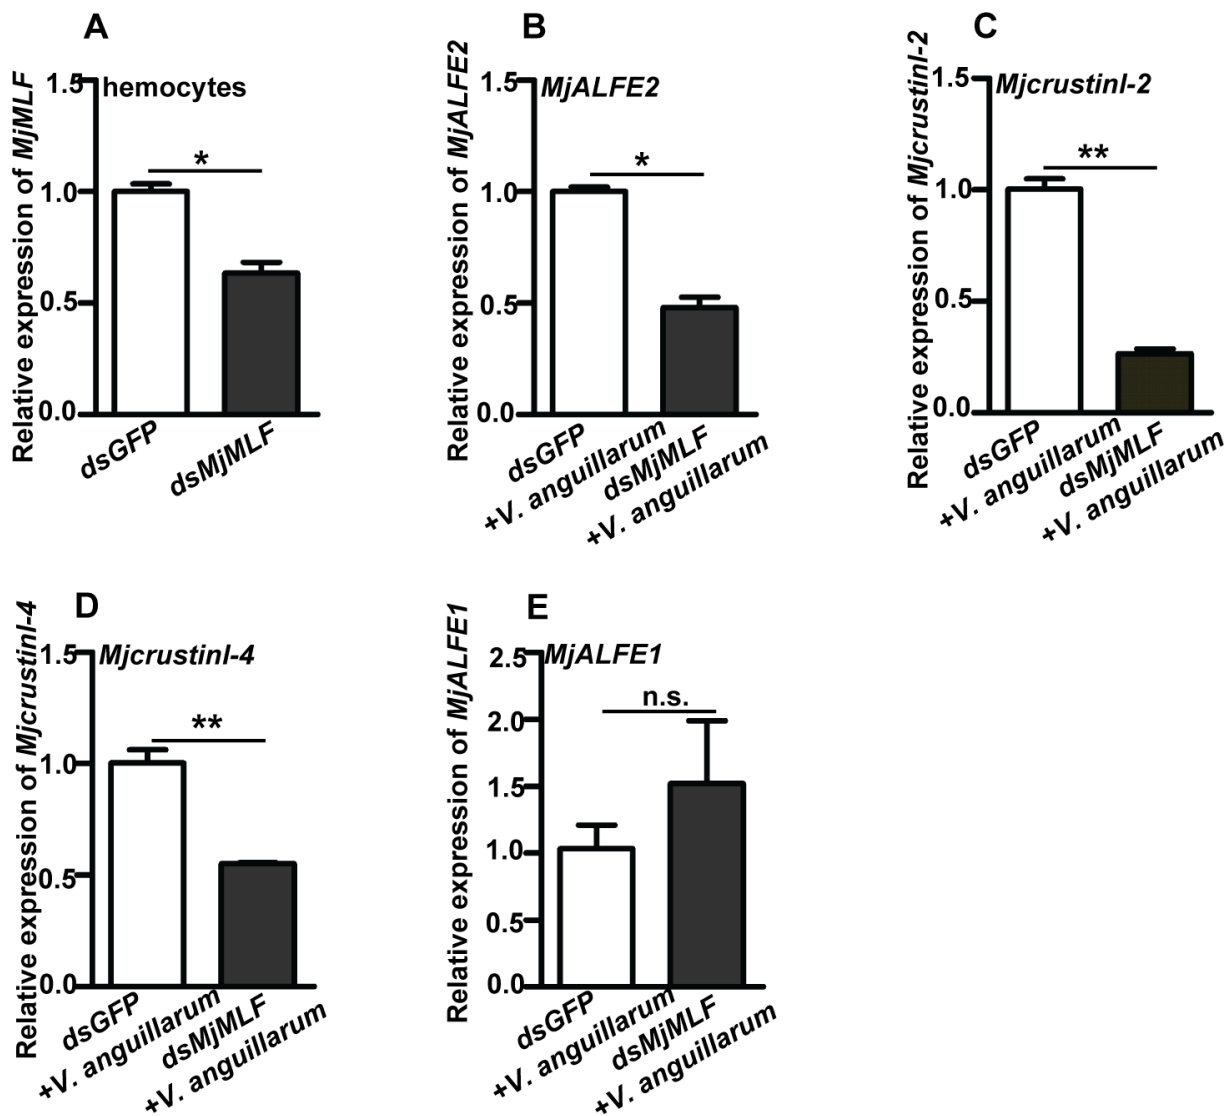 A
Relative expression of MjMLF
hemocytes
1.5
1.0
0.5
0.0
*
dsGFP
dsMjMLF
B
Relative expression of MjALFE2
MjALFE2
1.5
1.0
0.5
0.0
*
dsGFP
+V. anguillarum
dsMjMLF
+V. anguillarum
C
Relative expression of MjcrustinI-2
MjcrustinI-2
1.5
1.0
0.5
0.0
**
dsGFP
+V. anguillarum
dsMjMLF
+V. anguillarum
D
Relative expression of MjcrustinI-4
MjcrustinI-4
1.5
1.0
0.5
0.0
**
dsGFP
+V. anguillarum
dsMjMLF
+V. anguillarum
E
Relative expression of MjALFE1
MjALFE1
2.5
2.0
1.5
1.0
0.5
0.0
n.s.
dsGFP
+V. anguillarum
dsMjMLF
+V. anguillarum